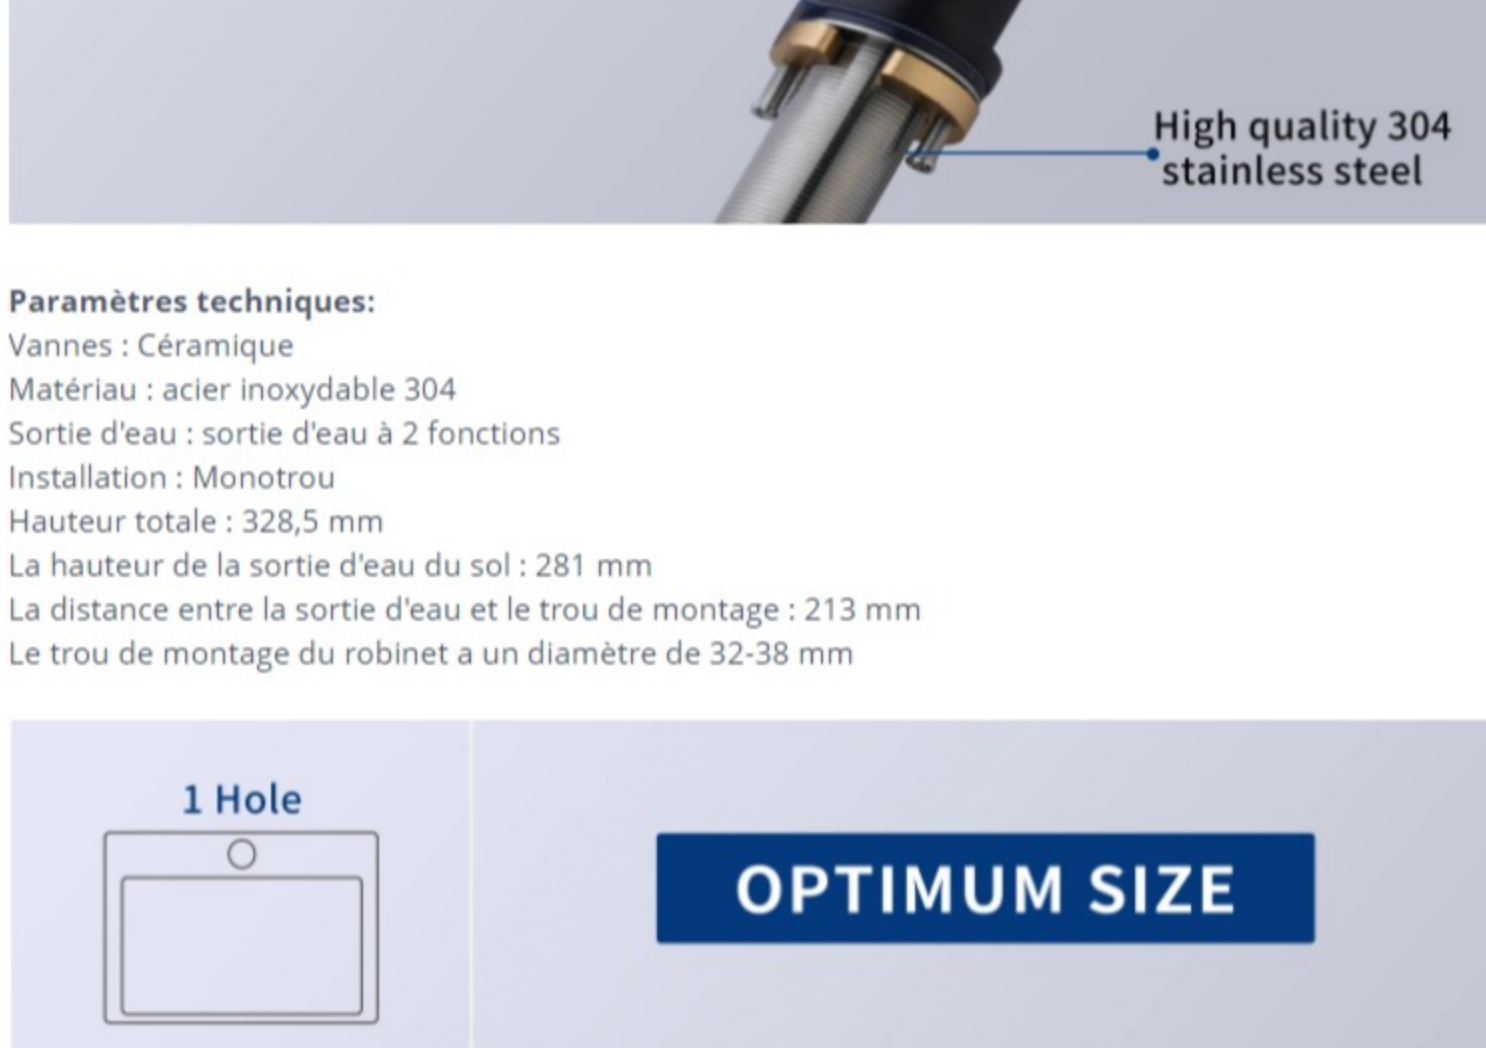 High quality 304
stainless steel
Paramètres techniques:
Vannes : Céramique
Matériau : acier inoxydable 304
Sortie d'eau : sortie d'eau à 2 fonctions
Installation : Monotrou
Hauteur totale : 328,5 mm
La hauteur de la sortie d'eau du sol : 281 mm
La distance entre la sortie d'eau et le trou de montage : 213 mm
Le trou de montage du robinet a un diamètre de 32-38 mm
1 Hole
OPTIMUM SIZE